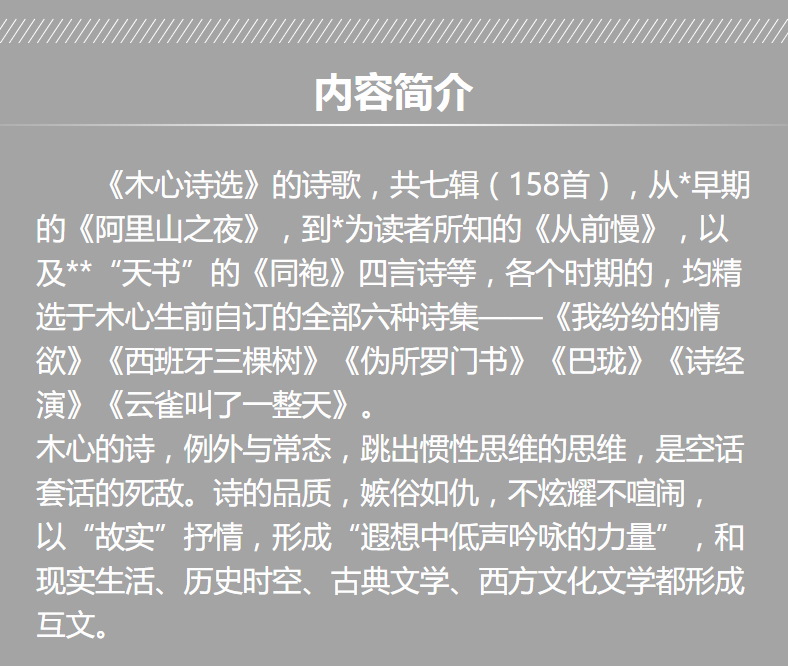 内容简介
《木心诗选》的诗歌，共七辑（158首），从*早期
的《阿里山之夜》，到*为读者所知的《从前慢》，以
及**“天书”的《同袍》四言诗等，各个时期的，均精
选于木心生前自订的全部六种诗集——《我纷纷的情
欲》《西班牙三棵树》《伪所罗门书》《巴珑》《诗经
演》《云雀叫了一整天》。
木心的诗，例外与常态，跳出惯性思维的思维，是空话
套话的死敌。诗的品质，嫉俗如仇，不炫耀不喧闹，
以“故实”抒情，形成“遐想中低声吟咏的力量”，和
现实生活、历史时空、古典文学、西方文化文学都形成
互文。